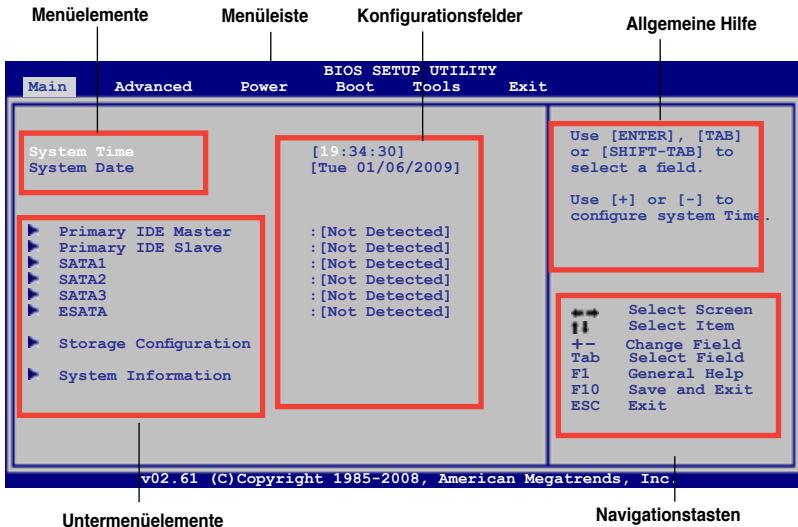 Menüelemente Menüleiste Konfigurationsfelder Allgemeine Hilfe
BIOS SETUP UTILITY
Main Advanced Power Boot Tools Exit
System Time [19:34:30]
System Date [Tue 01/06/2009]
Primary IDE Master :[Not Detected]
Primary IDE Slave :[Not Detected]
SATA1 :[Not Detected]
SATA2 :[Not Detected]
SATA3 :[Not Detected]
ESATA :[Not Detected]
Storage Configuration
System Information
Use [ENTER], [TAB]
or [SHIFT-TAB] to
select a field.
Use [+] or [-] to
configure system Time.
Select Screen
Select Item
+- Change Field
Tab Select Field
F1 General Help
F10 Save and Exit
ESC Exit
v02.61 (C)Copyright 1985-2008, American Megatrends, Inc.
Untermenüelemente Navigationstasten